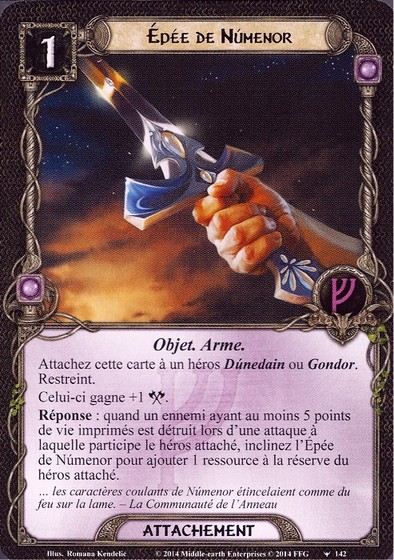 1
Épée de Númenor
Objet. Arme.
Attachez cette carte à un héros Dúnedain ou Gondor.
Restreint.
Celui-ci gagne +1 .
Réponse : quand un ennemi ayant au moins 5 points
de vie imprimés est détruit lors d'une attaque à
laquelle participe le héros attaché, inclinez l'Épée
de Númenor pour ajouter 1 ressource à la réserve du
héros attaché.
... les caractères coulants de Númenor étincelaient comme du
feu sur la lame. – La Communauté de l'Anneau
Attachement
Illus. Romana Kendelic
© 2014 Middle-earth Enterprises © 2014 FFG
142